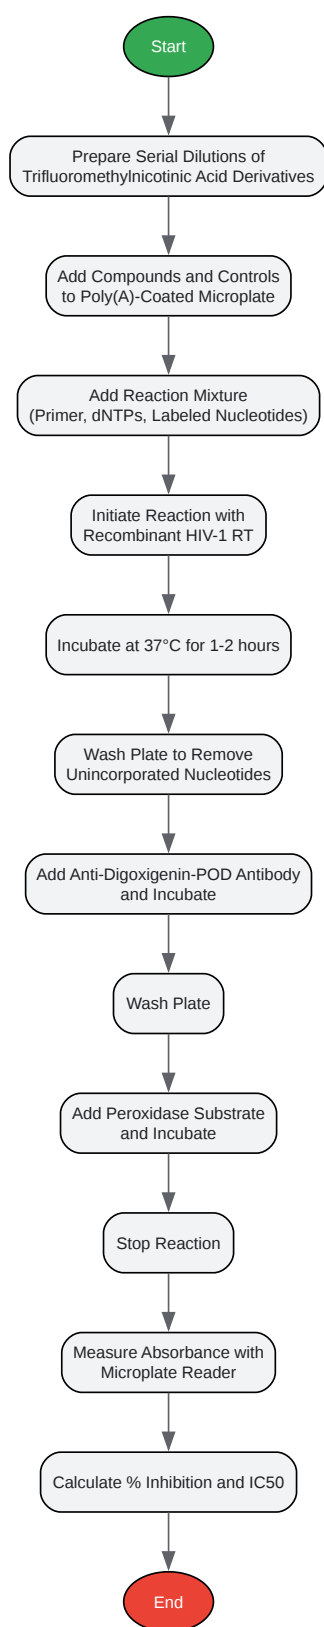 Start
Prepare Serial Dilutions of
Trifluoromethylnicotinic Acid Derivatives
Add Compounds and Controls
to Poly(A)-Coated Microplate
Add Reaction Mixture
(Primer, dNTPs, Labeled Nucleotides)
Initiate Reaction with
Recombinant HIV-1 RT
Incubate at 37°C for 1-2 hours
Wash Plate to Remove
Unincorporated Nucleotides
Add Anti-Digoxigenin-POD Antibody
and Incubate
Wash Plate
Add Peroxidase Substrate
and Incubate
Stop Reaction
Measure Absorbance with
Microplate Reader
Calculate % Inhibition and IC50
End